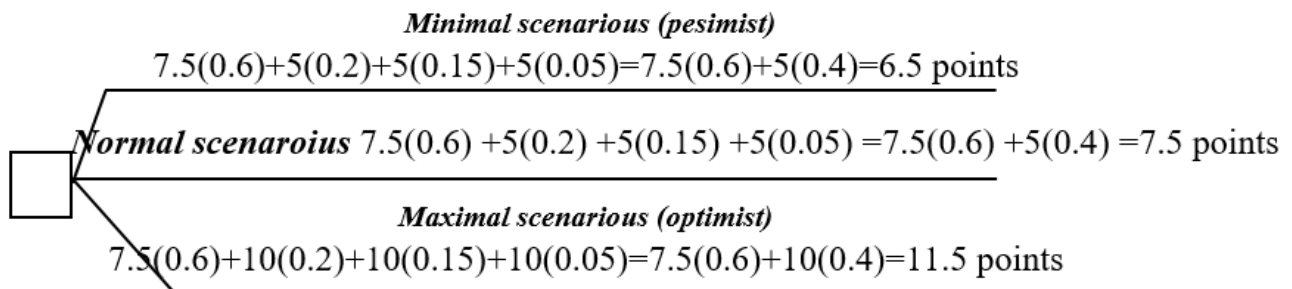 Minimal scenarious (pesimist)
7.5(0.6)+5(0.2)+5(0.15)+5(0.05)=7.5(0.6)+5(0.4)=6.5 points
Normal scenaroius 7.5(0.6) +5(0.2) +5(0.15) +5(0.05) =7.5(0.6) +5(0.4) =7.5 points
Maximal scenarious (optimist)
7.5(0.6)+10(0.2)+10(0.15)+10(0.05)=7.5(0.6)+10(0.4)=11.5 points